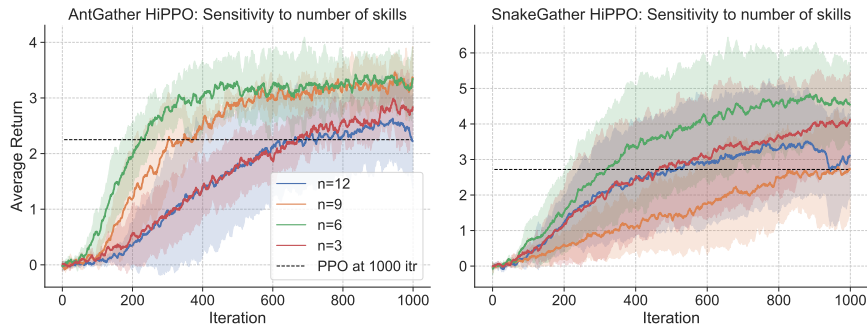 AntGather HiPPO: Sensitivity to number of skills
4
3
2
1
0
Average Return
0 200 400 600 800 1000
Iteration
n=12
n=9
n=6
n=3
PPO at 1000 itr
SnakeGather HiPPO: Sensitivity to number of skills
6
5
4
3
2
1
0
0 200 400 600 800 1000
Iteration